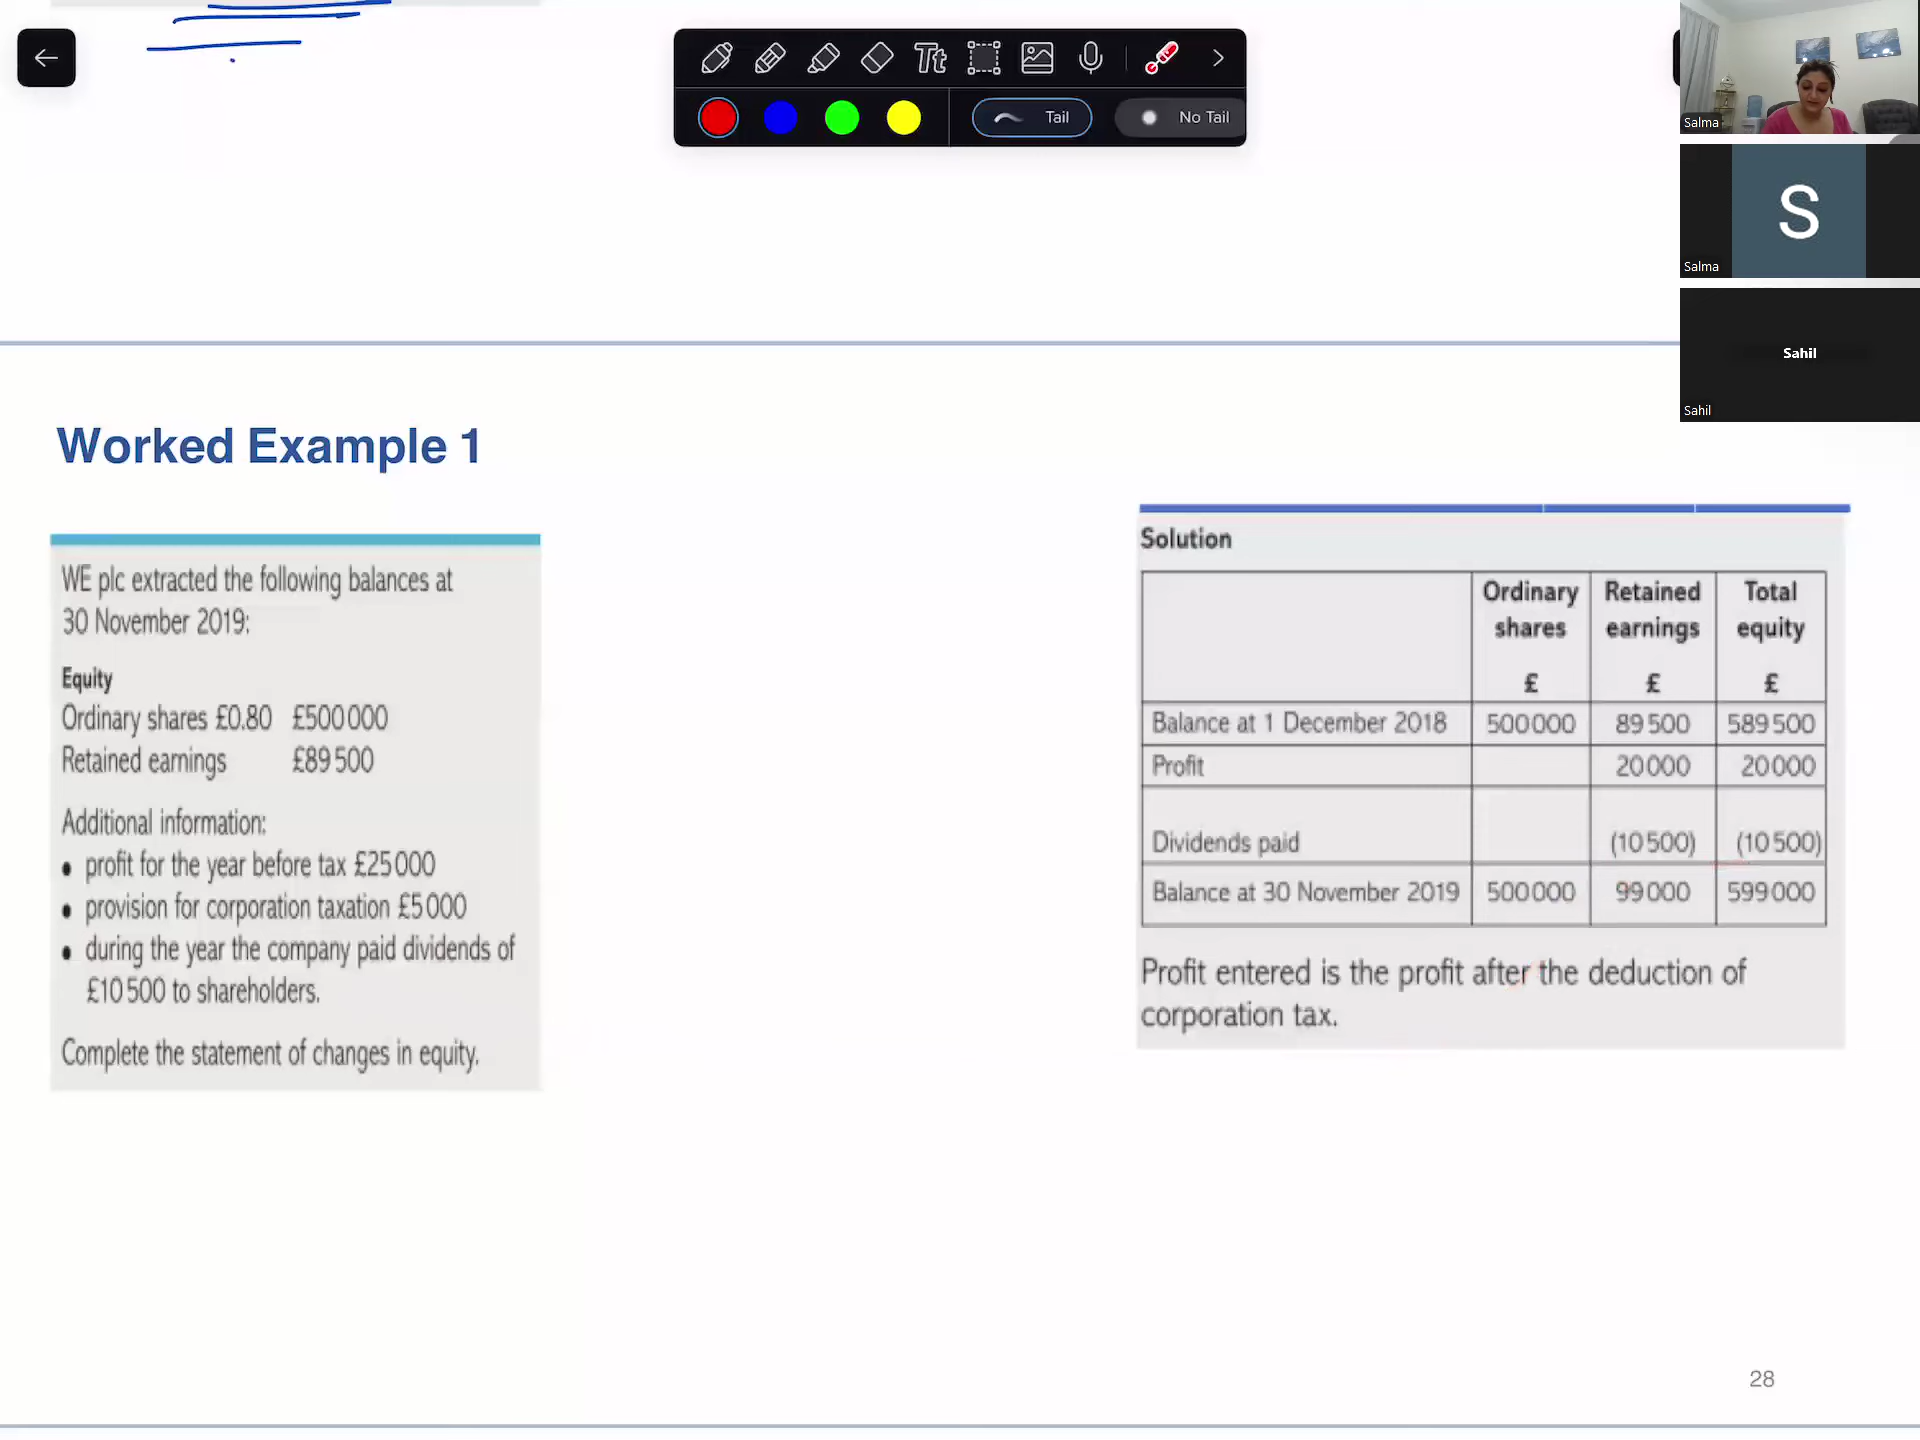 Tt
Tail
No Tail
Salma
S
Salma
Sahil
Sahil
Worked Example 1
WE plc extracted the following balances at
30 November 2019:
Equity
Ordinary shares £0.80 £500 000
Retained earnings £89 500
Additional information:
• profit for the year before tax £25 000
• provision for corporation taxation £5 000
• during the year the company paid dividends of
£10 500 to shareholders.
Complete the statement of changes in equity.
Solution
Ordinary shares £ Retained earnings £ Total equity £
Balance at 1 December 2018 500 000 89 500 589 500
Profit 20 000 20 000
Dividends paid (10 500) (10 500)
Balance at 30 November 2019 500 000 99 000 599 000
Profit entered is the profit after the deduction of
corporation tax.
28